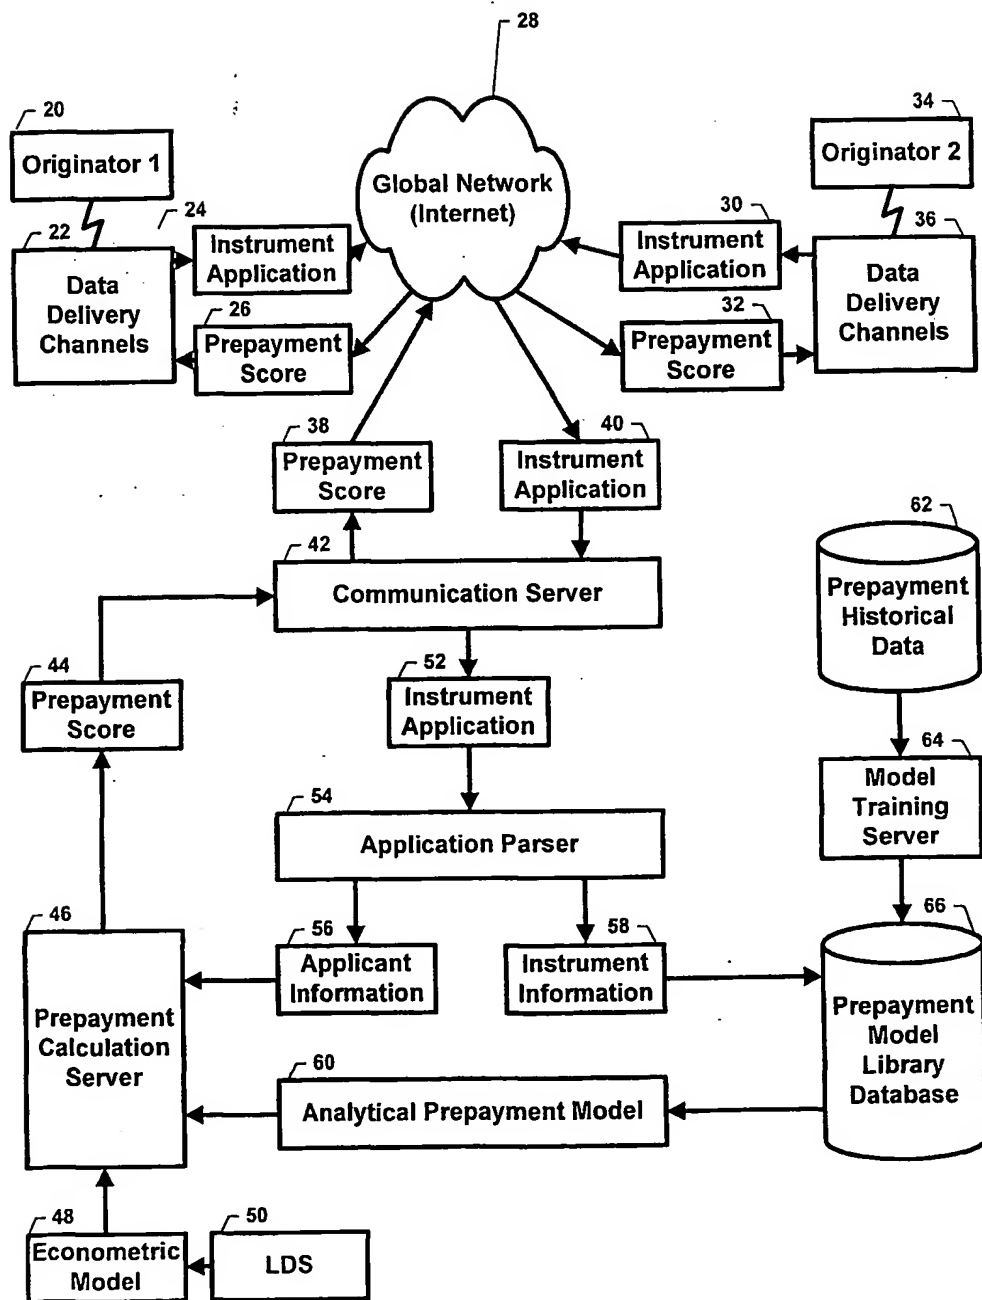 28
20
Originator 1
34
Originator 2
Global Network
(Internet)
22
Data
Delivery
Channels
24
Instrument
Application
26
Prepayment
Score
30
Instrument
Application
32
Prepayment
Score
36
Data
Delivery
Channels
38
Prepayment
Score
40
Instrument
Application
42
Communication Server
44
Prepayment
Score
52
Instrument
Application
62
Prepayment
Historical
Data
54
Application Parser
64
Model
Training
Server
46
Prepayment
Calculation
Server
56
Applicant
Information
58
Instrument
Information
66
Prepayment
Model
Library
Database
60
Analytical Prepayment Model
48
Econometric
Model
50
LDS